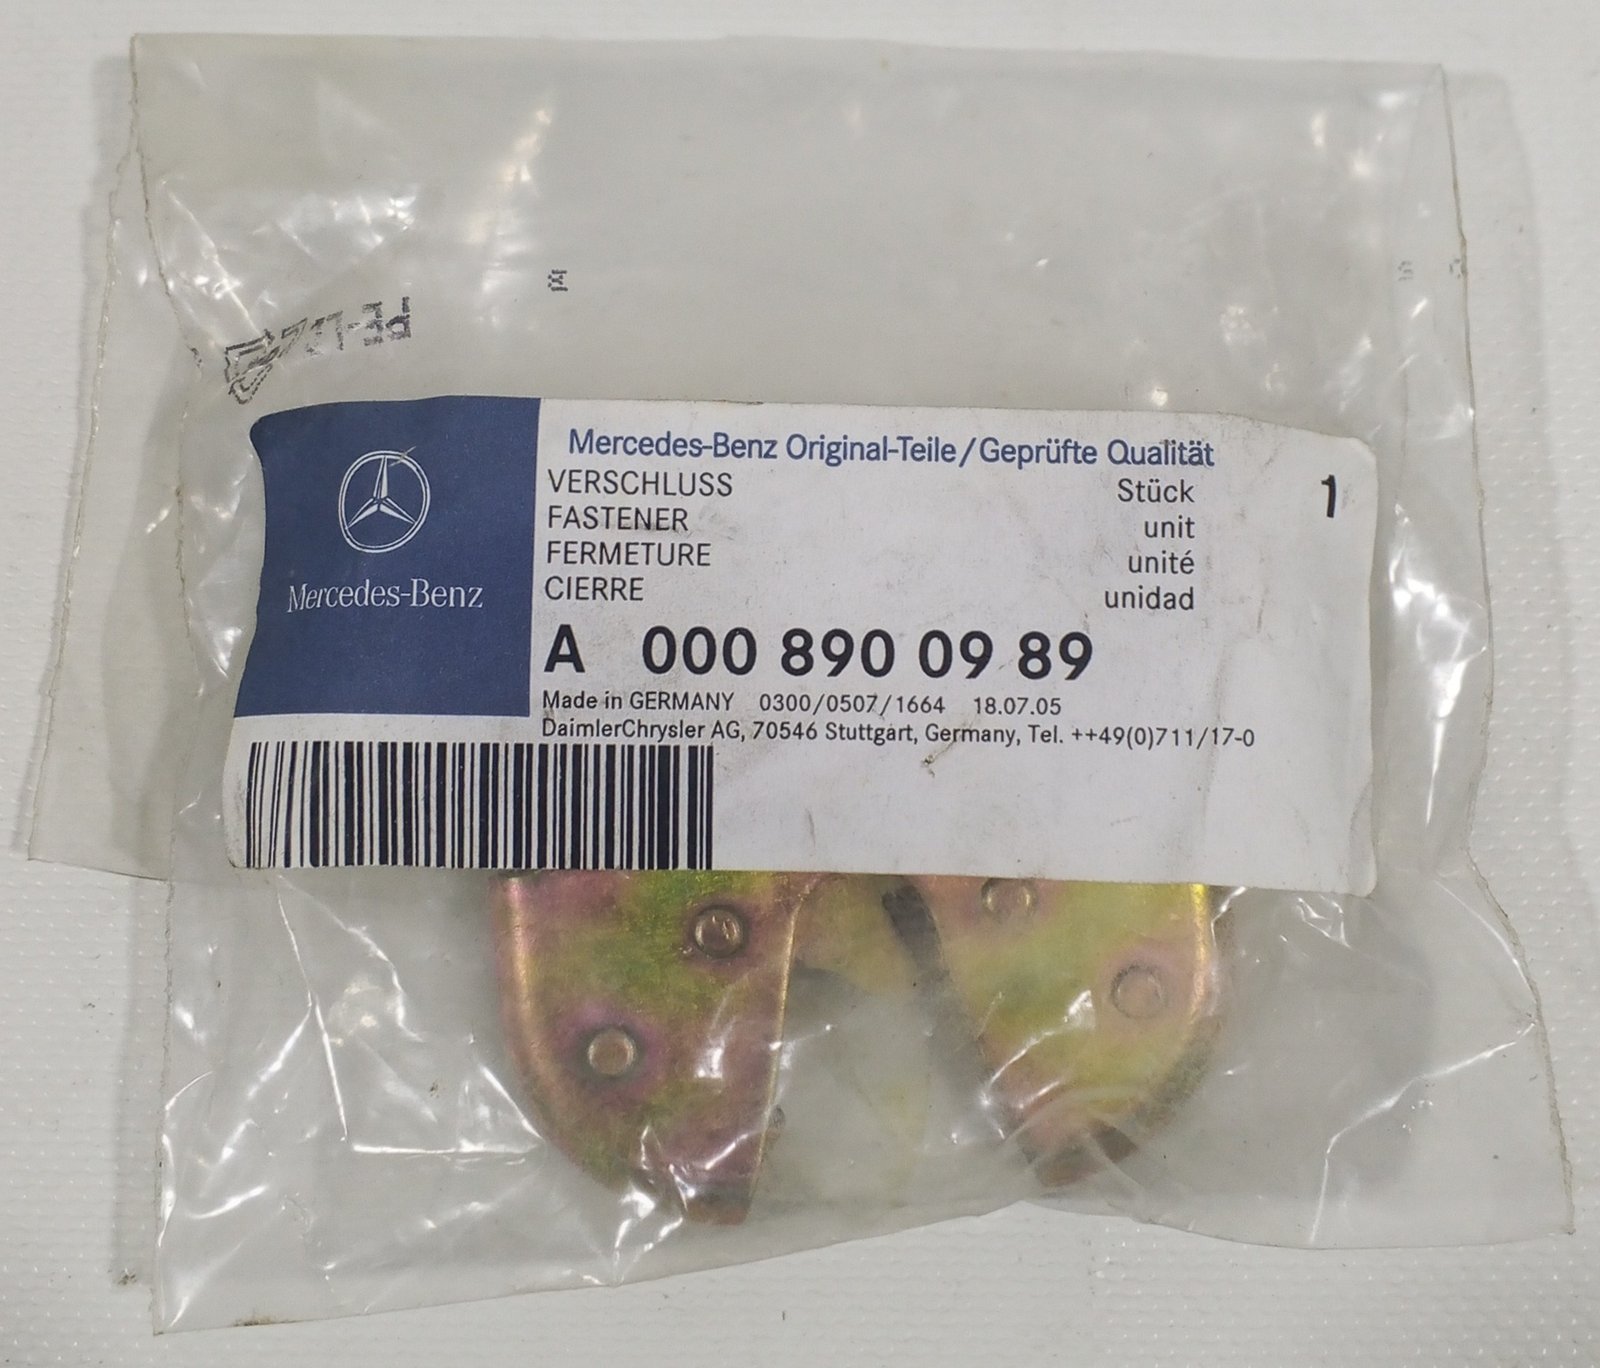 Mercedes-Benz
Mercedes-Benz Original-Teile/Geprüfte Qualität
VERSCHLUSS Stück 1
FASTENER unit
FERMETURE unité
CIERRE unidad
A 000 890 09 89
Made in GERMANY 0300/0507/1664 18.07.05
DaimlerChrysler AG, 70546 Stuttgart, Germany, Tel. ++49(0)711/17-0